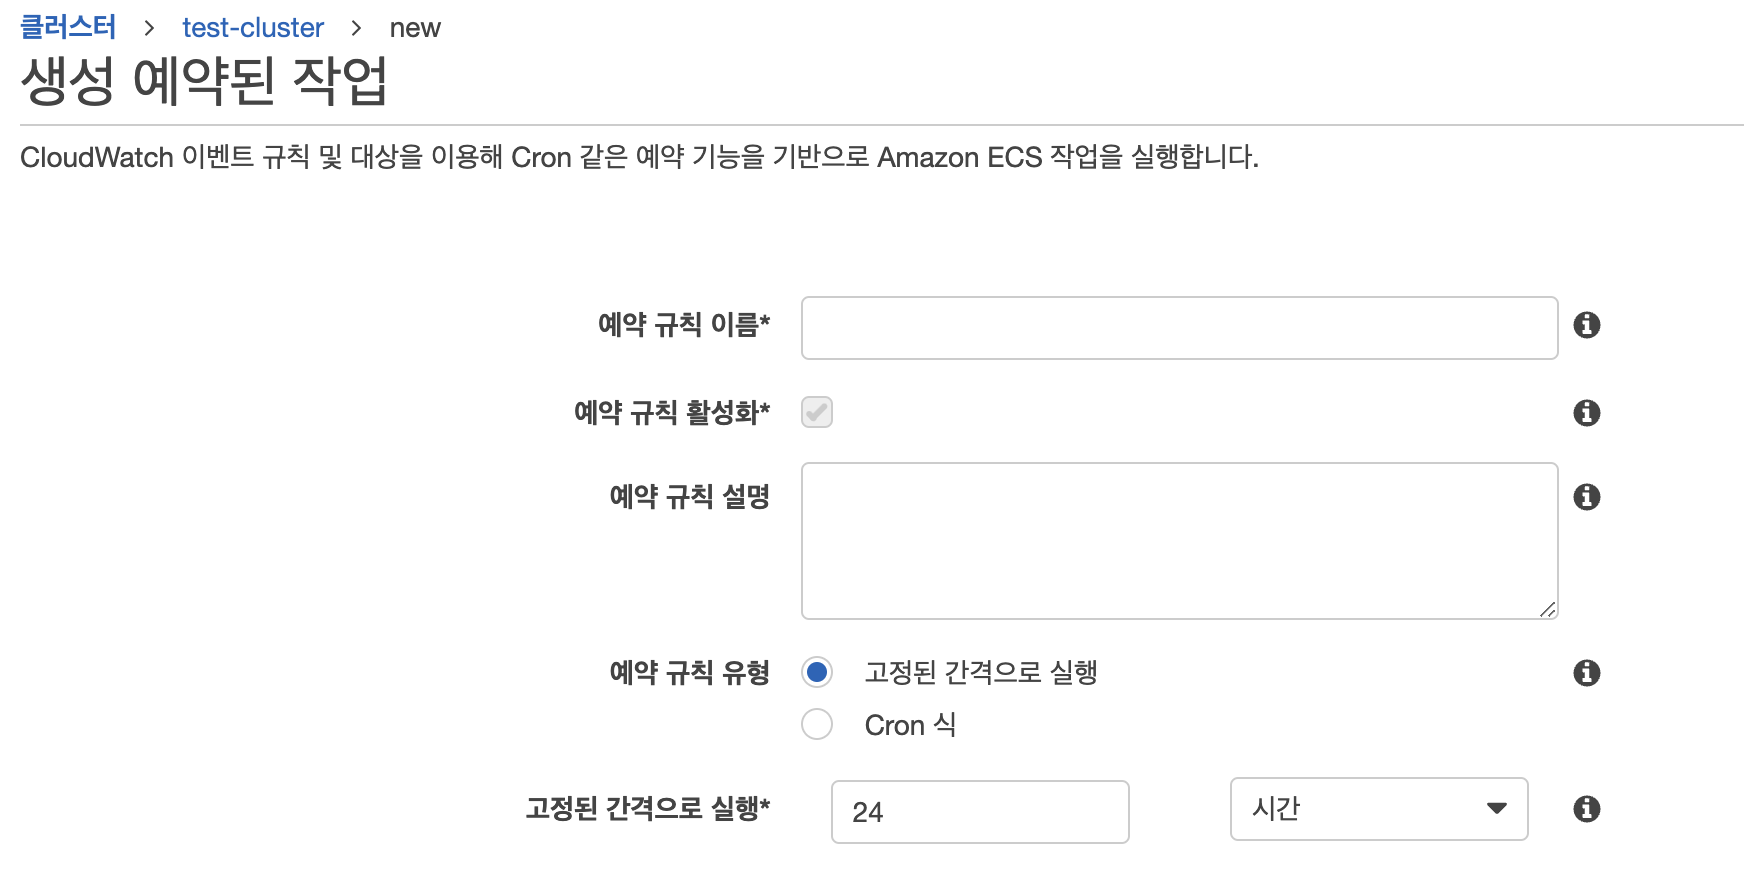 클러스터 > test-cluster > new
생성 예약된 작업
CloudWatch 이벤트 규칙 및 대상을 이용해 Cron 같은 예약 기능을 기반으로 Amazon ECS 작업을 실행합니다.
예약 규칙 이름*
예약 규칙 활성화*
예약 규칙 설명
예약 규칙 유형 고정된 간격으로 실행
Cron 식
고정된 간격으로 실행* 24 시간